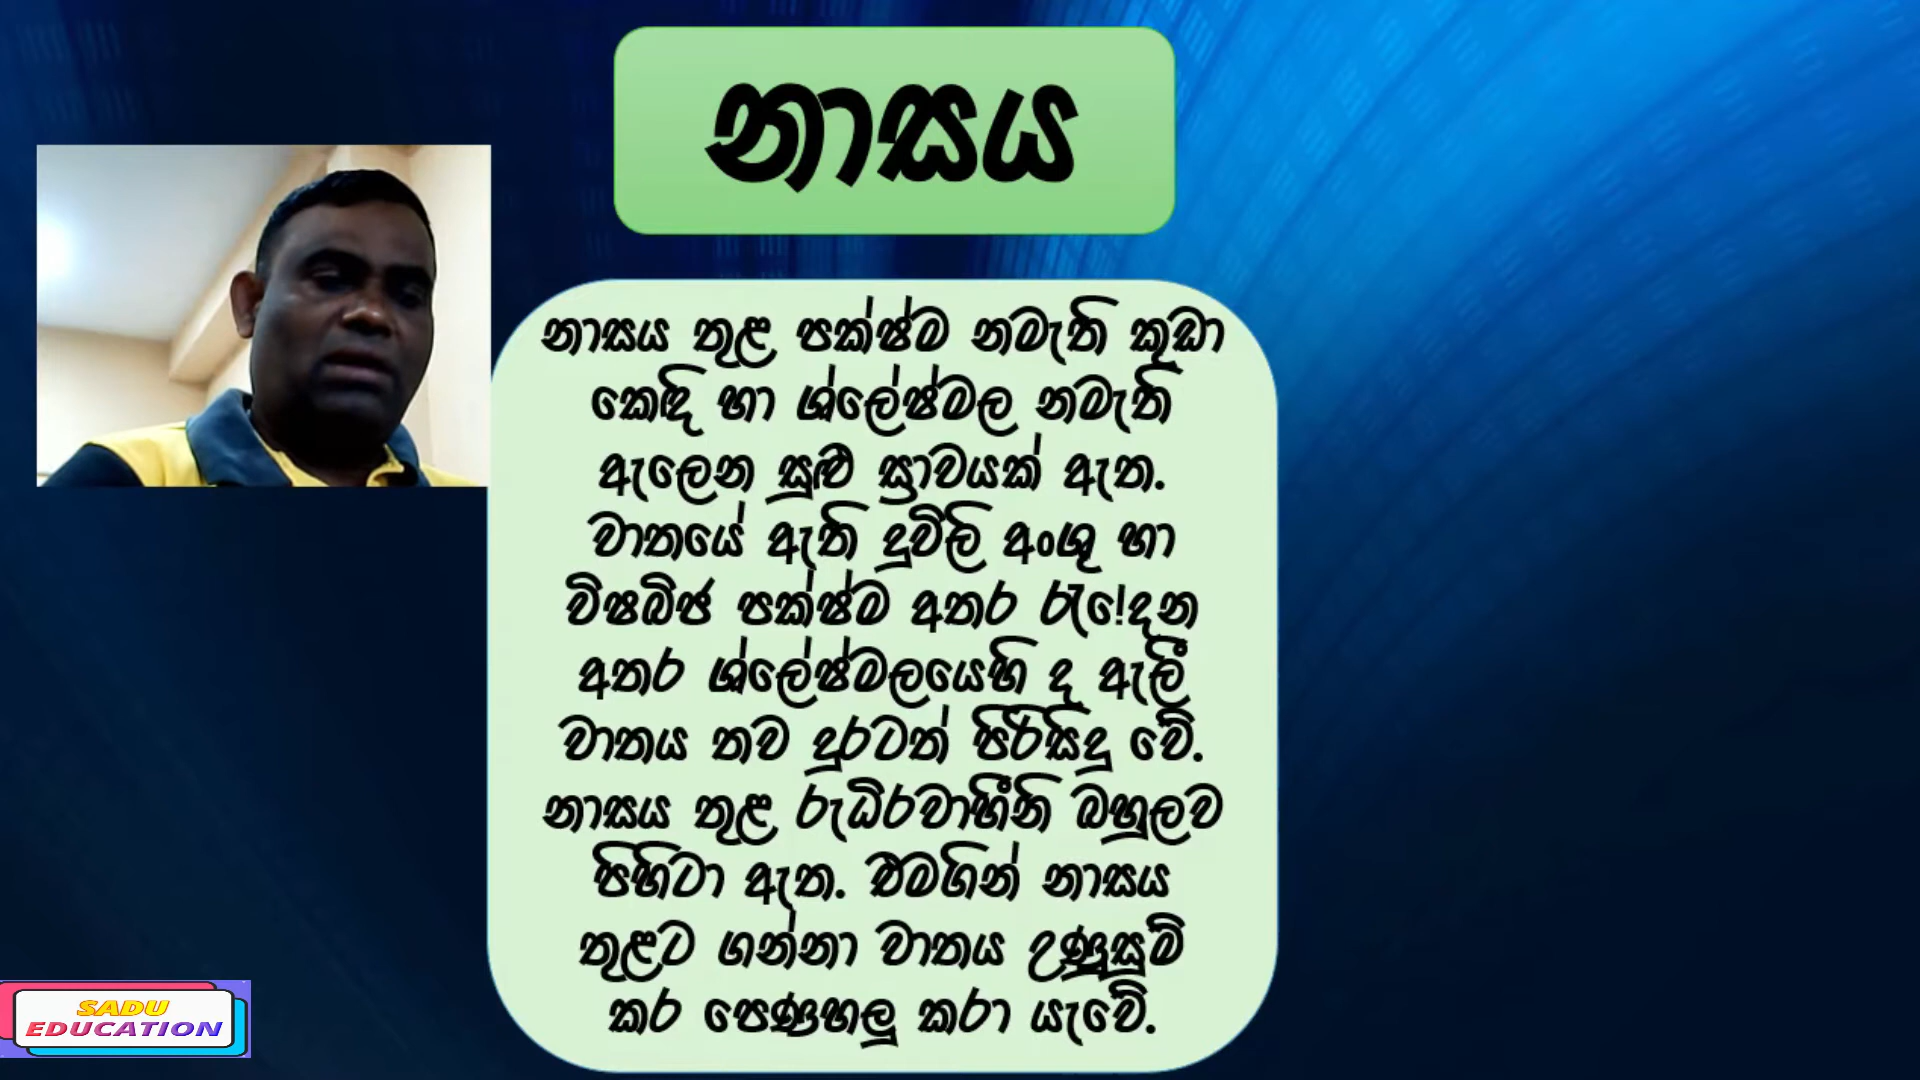 නාසය
නාසය තුළ පක්ෂ්ම නමැති කුඩා
කෙඳි හා ශ්ලේෂ්මල නමැති
ඇලෙන සුළු ස්‍රාවයක් ඇත.
වාතයේ ඇති දුවිලි අංශු හා
විෂබිජ පක්ෂ්ම අතර රැ‍ඳෙන
අතර ශ්ලේෂ්මලයෙහි ද ඇලී
වාතය තව දුරටත් පිරිසිදු වේ.
නාසය තුළ රුධිරවාහීනි බහුලව
පිහිටා ඇත. එමගින් නාසය
තුළට ගන්නා වාතය උණුසුම්
කර පෙණහලු කරා යැවේ.
SADU
EDUCATION